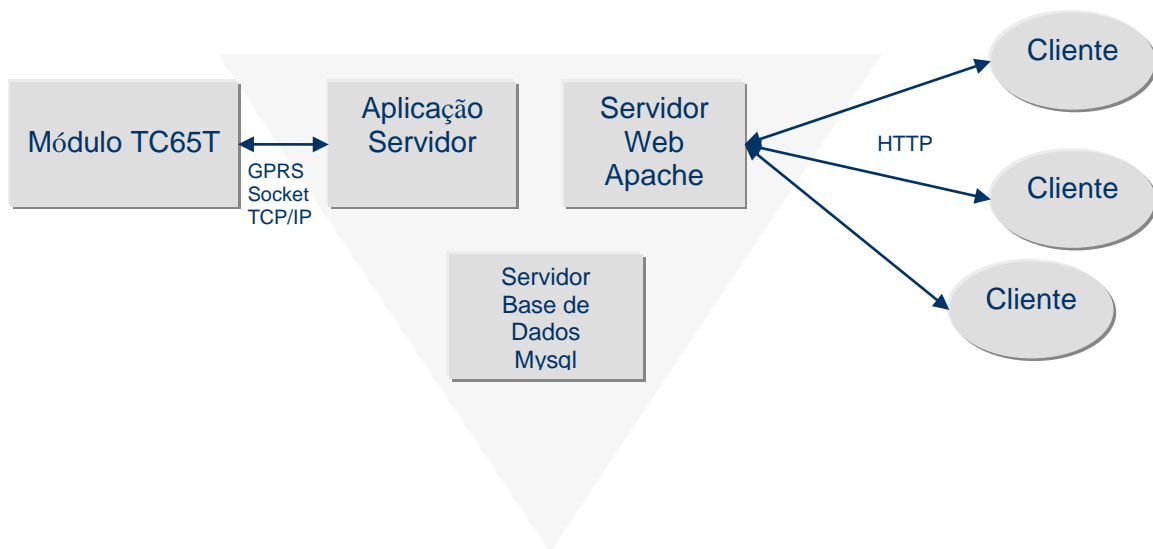 Cliente
Módulo TC65T
Aplicação
Servidor
Servidor
Web
Apache
HTTP
GPRS
Socket
TCP/IP
Cliente
Servidor
Base de
Dados
Mysql
Cliente